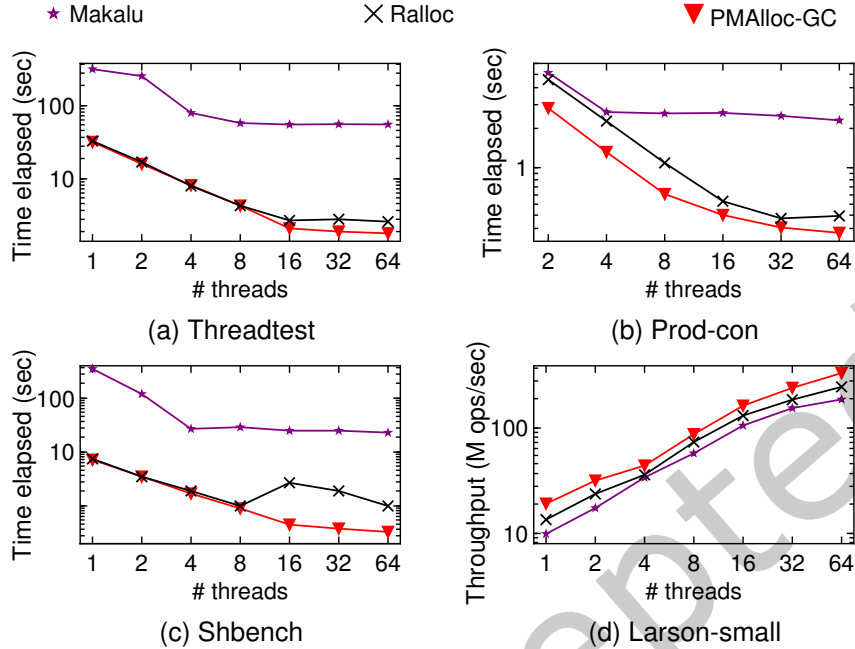 Makalu Ralloc PMAlloc-GC
Time elapsed (sec)
100
10
1 2 4 8 16 32 64
# threads
(a) Threadtest
Time elapsed (sec)
1
2 4 8 16 32 64
# threads
(b) Prod-con
Time elapsed (sec)
100
10
1 2 4 8 16 32 64
# threads
(c) Shbench
Throughput (M ops/sec)
100
10
1 2 4 8 16 32 64
# threads
(d) Larson-small